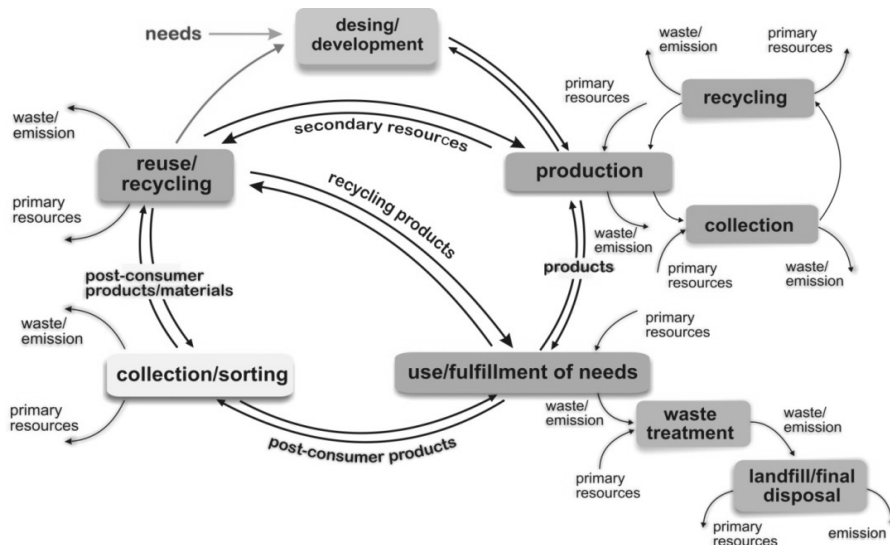 needs
desing/
development
waste/
emission
primary
resources
primary
resources
recycling
waste/
emission
secondary resources
reuse/
recycling
production
primary
resources
recycling products
collection
waste/
emission
post-consumer
products/materials
products
primary
resources
waste/
emission
waste/
emission
primary
resources
collection/sorting
use/fulfillment of needs
primary
resources
waste/
emission
waste
treatment
waste/
emission
post-consumer products
primary
resources
landfill/final
disposal
primary
resources
emission